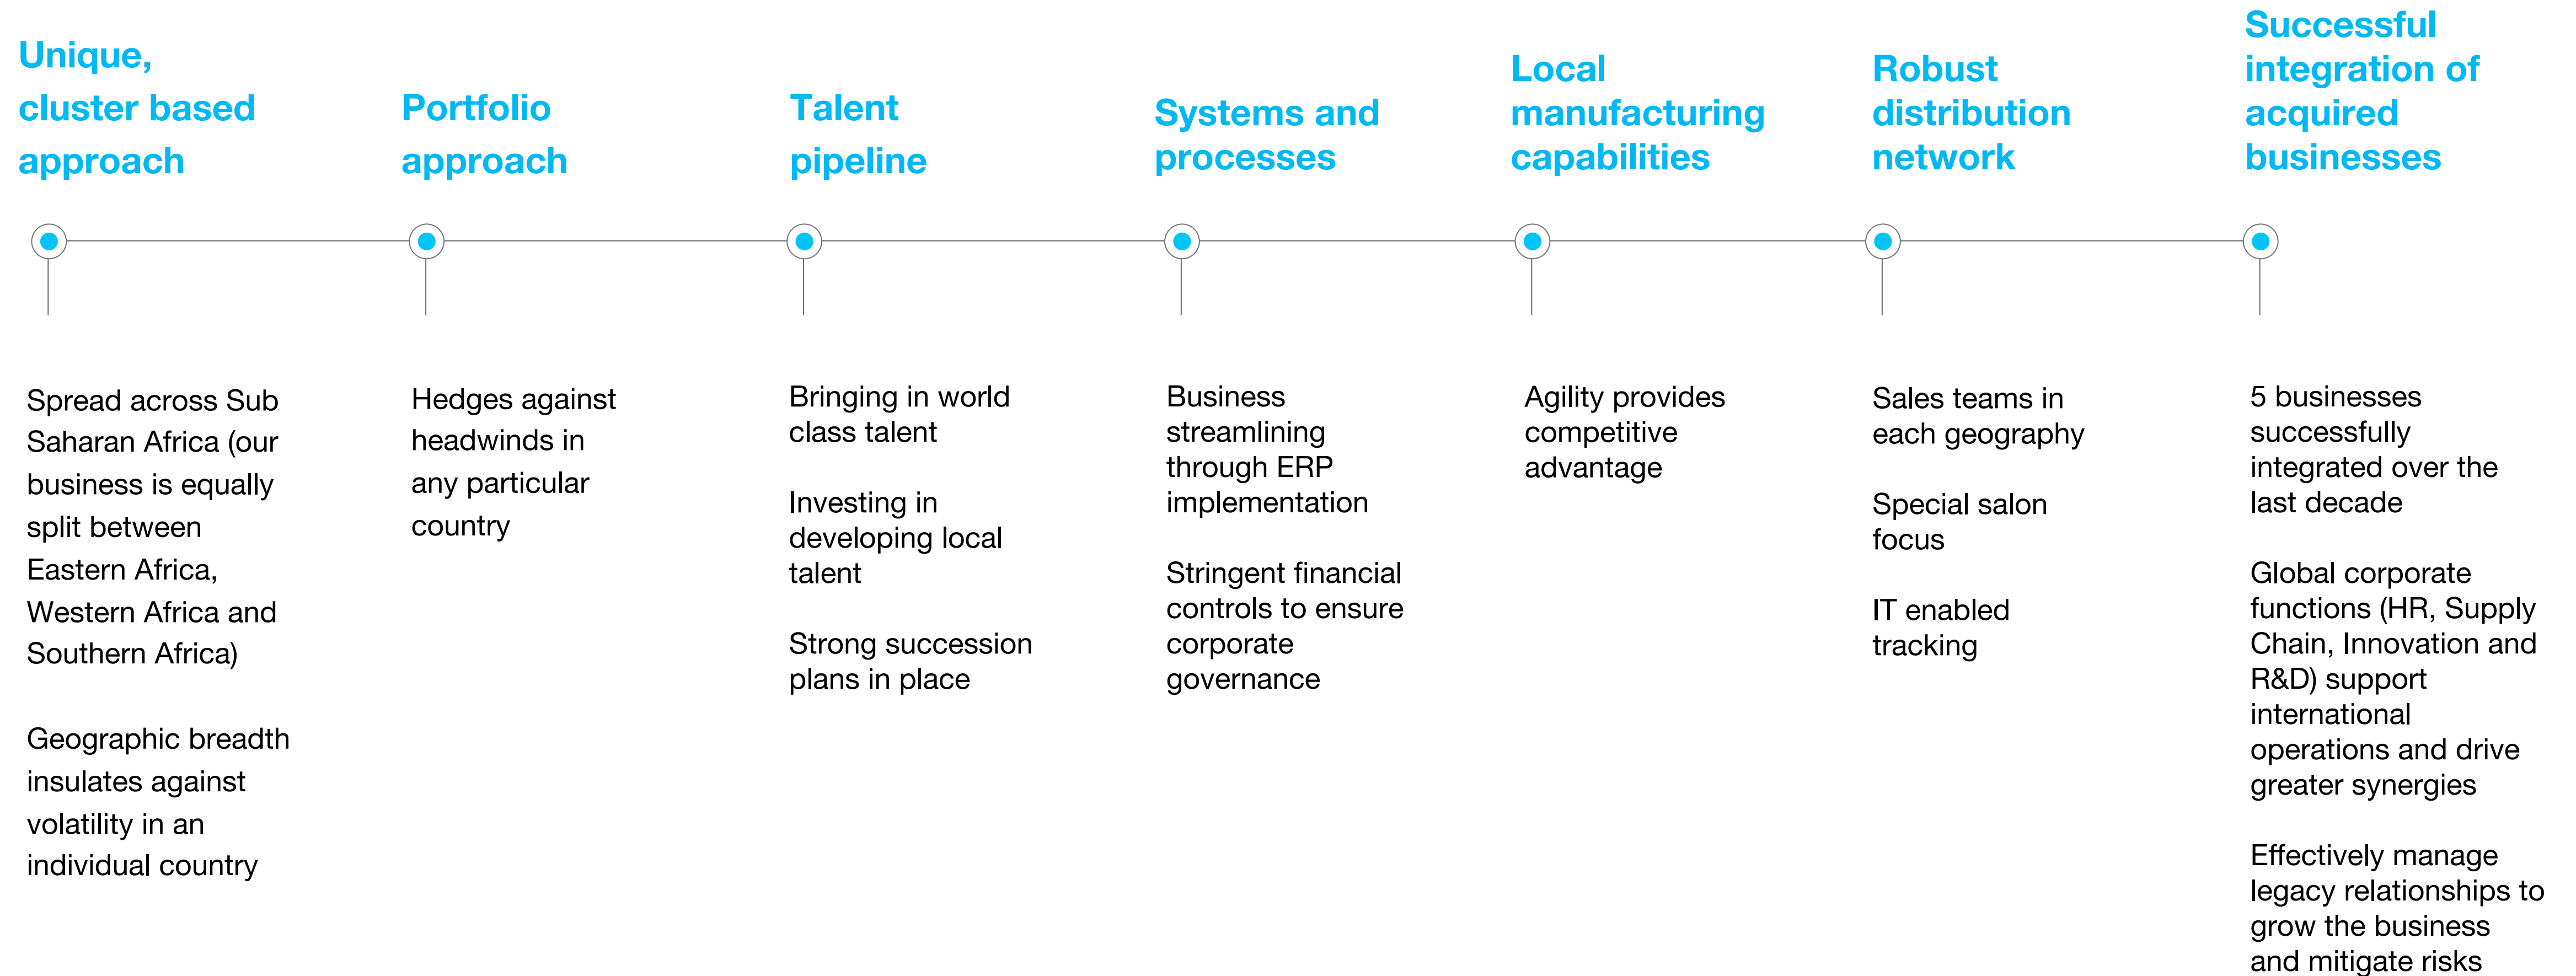 Unique,
cluster based
approach
Spread across Sub
Saharan Africa (our
business is equally
split between
Eastern Africa,
Western Africa and
Southern Africa)
Geographic breadth
insulates against
volatility in an
individual country
Portfolio
approach
Hedges against
headwinds in
any particular
country
Talent
pipeline
Bringing in world
class talent
Investing in
developing local
talent
Strong succession
plans in place
Systems and
processes
Business
streamlining
through ERP
implementation
Stringent financial
controls to ensure
corporate
governance
Local
manufacturing
capabilities
Agility provides
competitive
advantage
Robust
distribution
network
Sales teams in
each geography
Special salon
focus
IT enabled
tracking
Successful
integration of
acquired
businesses
5 businesses
successfully
integrated over the
last decade
Global corporate
functions (HR, Supply
Chain, Innovation and
R&D) support
international
operations and drive
greater synergies
Effectively manage
legacy relationships to
grow the business
and mitigate risks